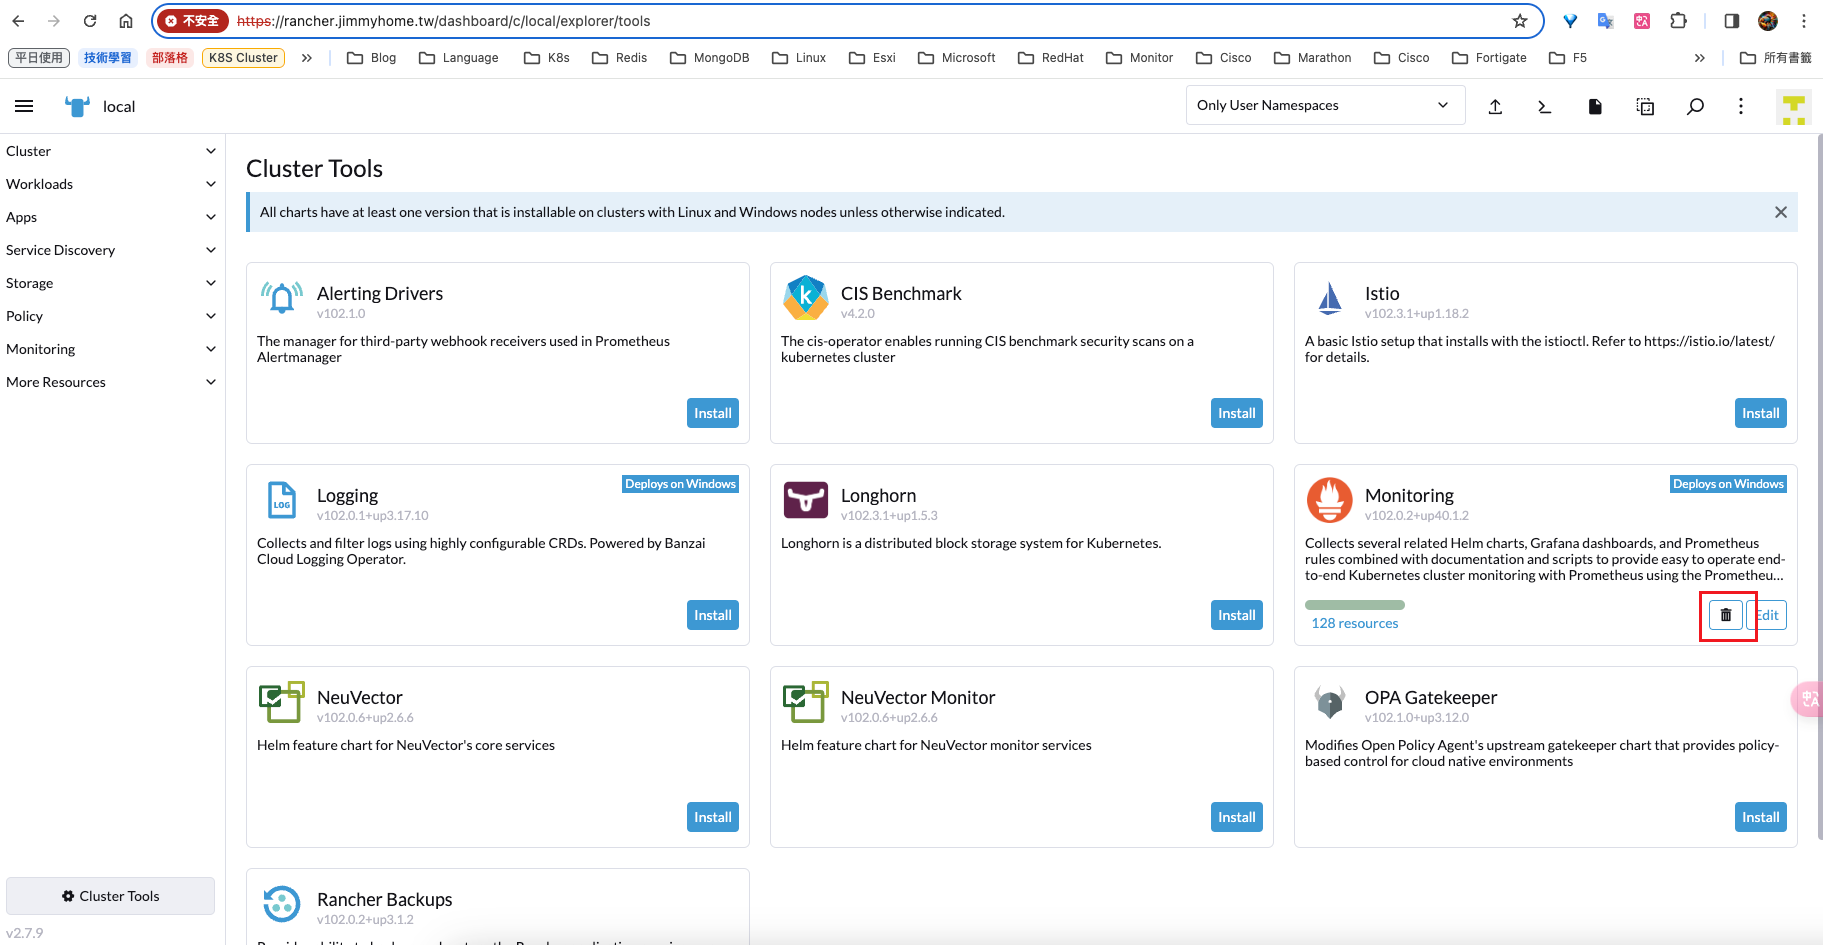 不安全 https://rancher.jimmyhome.tw/dashboard/c/local/explorer/tools
平日使用 技術學習 部落格 K8S Cluster » Blog Language K8s Redis MongoDB Linux Esxi Microsoft RedHat Monitor Cisco Marathon Cisco Fortigate F5 » 所有書籤
local Only User Namespaces
Cluster
Workloads
Apps
Service Discovery
Storage
Policy
Monitoring
More Resources
Cluster Tools
v2.7.9
Cluster Tools
All charts have at least one version that is installable on clusters with Linux and Windows nodes unless otherwise indicated.
Alerting Drivers
v102.1.0
The manager for third-party webhook receivers used in Prometheus
Alertmanager
Install
CIS Benchmark
v4.2.0
The cis-operator enables running CIS benchmark security scans on a
kubernetes cluster
Install
Istio
v102.3.1+up1.18.2
A basic Istio setup that installs with the istioctl. Refer to https://istio.io/latest/
for details.
Install
Deploys on Windows
LOG
Logging
v102.0.1+up3.17.10
Collects and filter logs using highly configurable CRDs. Powered by Banzai
Cloud Logging Operator.
Install
Longhorn
v102.3.1+up1.5.3
Longhorn is a distributed block storage system for Kubernetes.
Install
Deploys on Windows
Monitoring
v102.0.2+up40.1.2
Collects several related Helm charts, Grafana dashboards, and Prometheus
rules combined with documentation and scripts to provide easy to operate end-
to-end Kubernetes cluster monitoring with Prometheus using the Prometheu...
128 resources
Edit
NeuVector
v102.0.6+up2.6.6
Helm feature chart for NeuVector's core services
Install
NeuVector Monitor
v102.0.6+up2.6.6
Helm feature chart for NeuVector monitor services
Install
OPA Gatekeeper
v102.1.0+up3.12.0
Modifies Open Policy Agent's upstream gatekeeper chart that provides policy-
based control for cloud native environments
Install
Rancher Backups
v102.0.2+up3.1.2